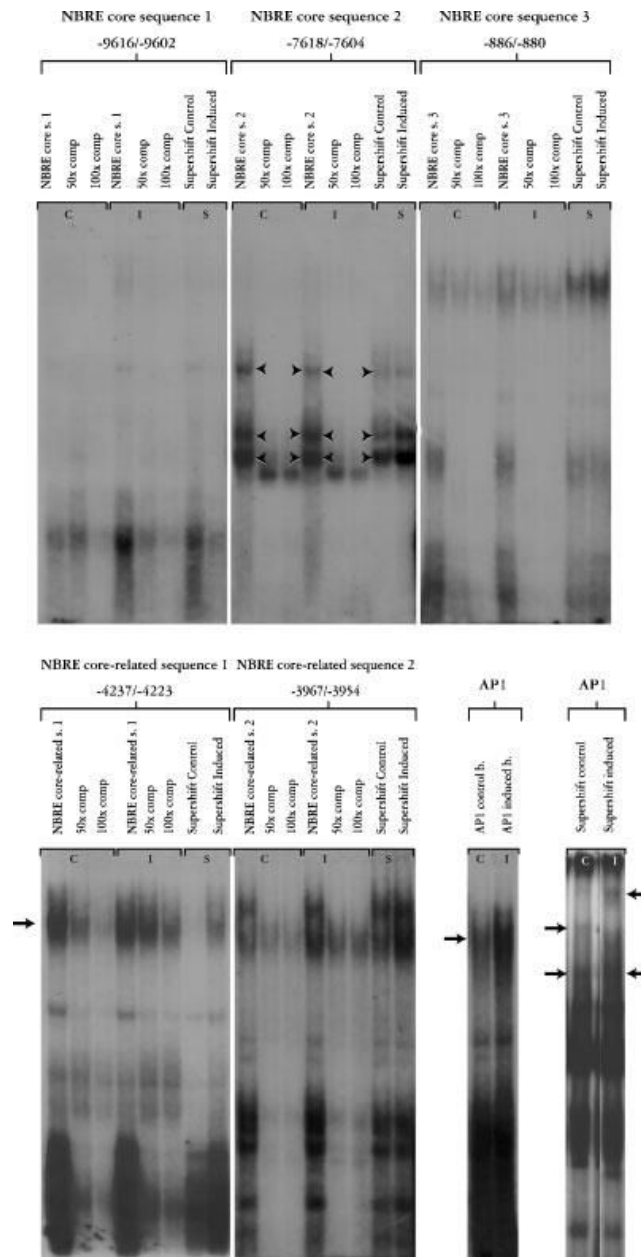 NBRE core sequence 1 NBRE core sequence 2 NBRE core sequence 3
-9616/-9602 -7618/-7604 -886/-880
NBRE core s. 1 50x comp 100x comp NBRE core s. 1 50x comp 100x comp Supershift Control Supershift Induced NBRE core s. 2 50x comp 100x comp NBRE core s. 2 50x comp 100x comp Supershift Control Supershift Induced NBRE core s. 3 50x comp 100x comp NBRE core s. 3 50x comp 100x comp Supershift Control Supershift Induced
C I S C I S C I S
NBRE core-related sequence 1 NBRE core-related sequence 2 AP1 AP1
-4237/-4223 -3967/-3954
NBRE core-related s. 1 50x comp 100x comp NBRE core-related s. 1 50x comp 100x comp Supershift Control Supershift Induced NBRE core-related s. 2 50x comp 100x comp NBRE core-related s. 2 50x comp 100x comp Supershift Control Supershift Induced AP1 control h. AP1 induced h. Supershift control Supershift induced
C I S C I S C I C I